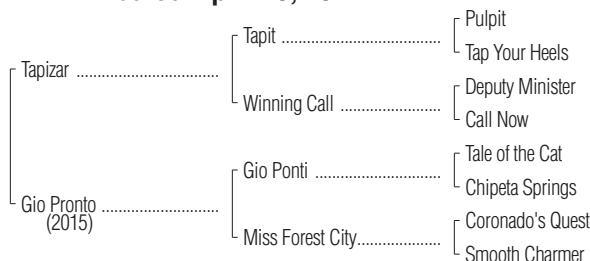 Tapizar
Gio Pronto
(2015)
Tapit
Winning Call
Gio Ponti
Miss Forest City
Pulpit
Tap Your Heels
Deputy Minister
Call Now
Tale of the Cat
Chipeta Springs
Coronado's Quest
Smooth Charmer